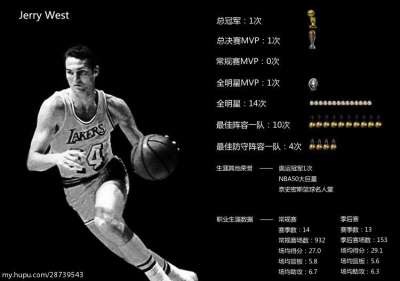 Jerry West
总冠军：1次
总决赛MVP：1次
常规赛MVP：0次
全明星MVP：1次
全明星：14次
最佳阵容一队：10次
最佳防守阵容一队：4次
LAKERS
44
生涯其他荣誉 —— 奥运冠军1次
NBA50大巨星
奈史密斯篮球名人堂
职业生涯数据 —— 常规赛 季后赛
赛季数：14 赛季数：13
常规赛场数：932 季后赛场数：153
场均得分：27.0 场均得分：29.1
场均篮板：5.8 场均篮板：5.6
场均助攻：6.7 场均助攻：6.3
my.hupu.com/28739543